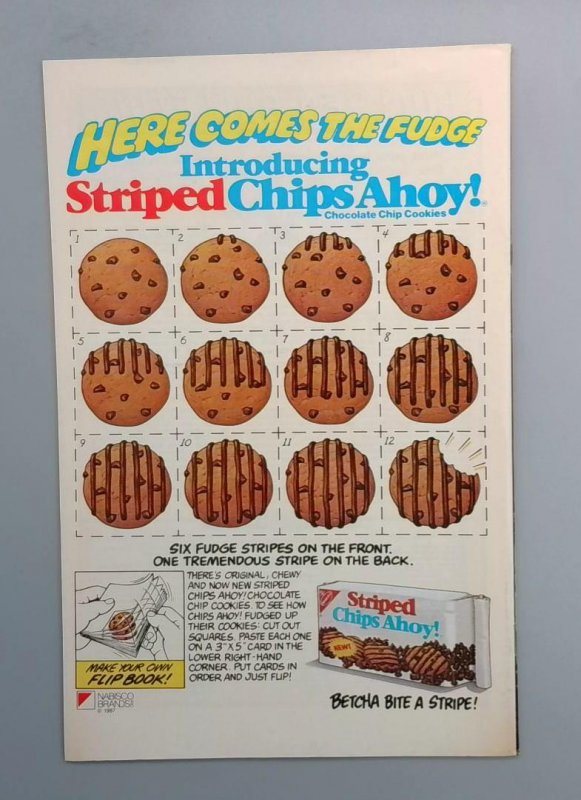 HERE COMES THE FUDGE
Introducing
Striped Chips Ahoy!®
Chocolate Chip Cookies
1 2 3 4
5 6 7 8
9 10 11 12
SIX FUDGE STRIPES ON THE FRONT.
ONE TREMENDOUS STRIPE ON THE BACK.
THERE'S ORIGINAL, CHEWY
AND NOW NEW STRIPED
CHIPS AHOY! CHOCOLATE
CHIP COOKIES. TO SEE HOW
CHIPS AHOY! FUDGED UP
THEIR COOKIES: CUT OUT
SQUARES. PASTE EACH ONE
ON A 3"X5" CARD IN THE
LOWER RIGHT-HAND
CORNER. PUT CARDS IN
ORDER AND JUST FLIP!
MAKE YOUR OWN
FLIP BOOK!
NABISCO
BRANDS
© 1987
Striped
Chips Ahoy!
NEW!
BETCHA BITE A STRIPE!